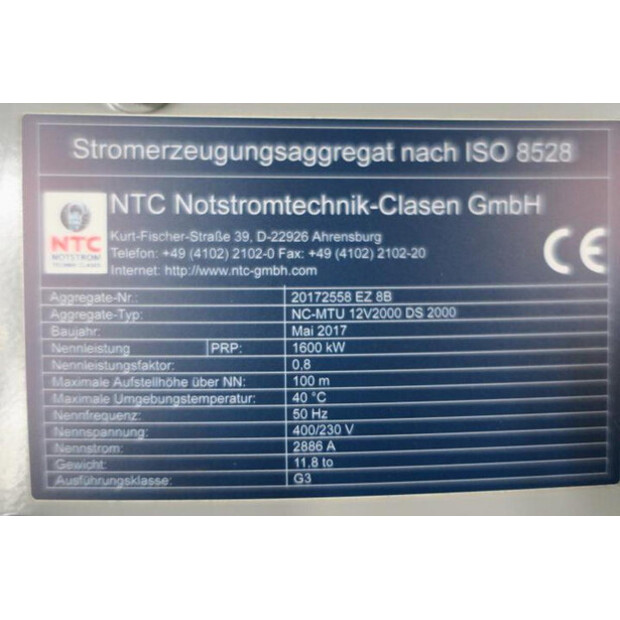 Stromerzeugungsaggregat nach ISO 8528
NTC
NOTSTROM
TECHNIK-CLASEN
NTC Notstromtechnik-Clasen GmbH
Kurt-Fischer-Straße 39, D-22926 Ahrensburg
Telefon: +49 (4102) 2102-0 Fax: +49 (4102) 2102-20
Internet: http://www.ntc-gmbh.com
CE
Aggregate-Nr.: 20172558 EZ 8B
Aggregate-Typ: NC-MTU 12V2000 DS 2000
Baujahr: Mai 2017
Nennleistung PRP: 1600 kW
Nennleistungsfaktor: 0,8
Maximale Aufstellhöhe über NN: 100 m
Maximale Umgebungstemperatur: 40 °C
Nennfrequenz: 50 Hz
Nennspannung: 400/230 V
Nennstrom: 2886 A
Gewicht: 11,8 to
Ausführungsklasse: G3